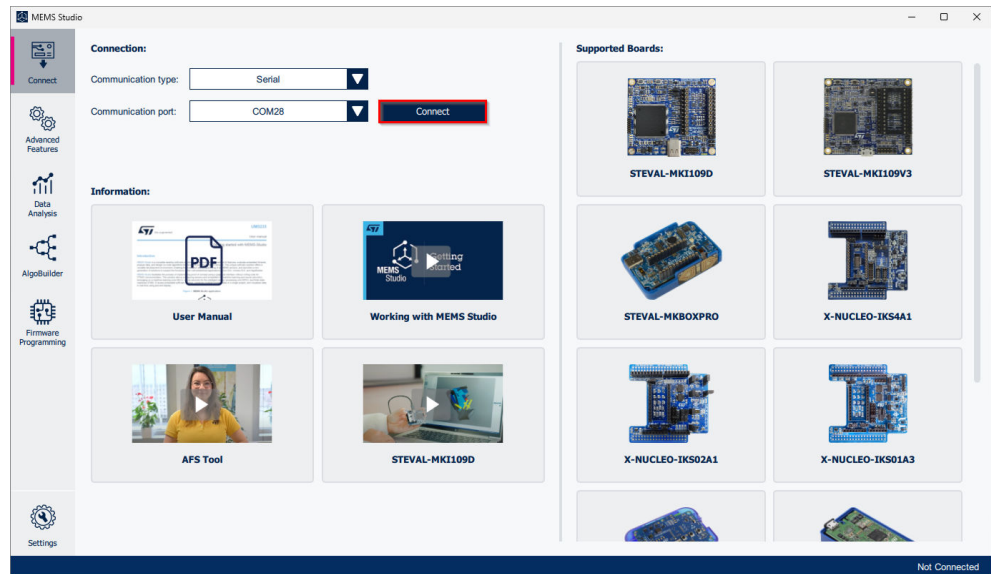 MEMS Studio
Connect
Advanced
Features
Data
Analysis
AlgoBuilder
Firmware
Programming
Settings
Connection:
Communication type:
Serial
Communication port:
COM28
Connect
Information:
PDF
User Manual
MEMS
Studio
Getting
Started
Working with MEMS Studio
AFS Tool
STEVAL-MKI109D
Supported Boards:
STEVAL-MKI109D
STEVAL-MKI109V3
STEVAL-MKBOXPRO
X-NUCLEO-IKS4A1
X-NUCLEO-IKS02A1
X-NUCLEO-IKS01A3
Not Connected